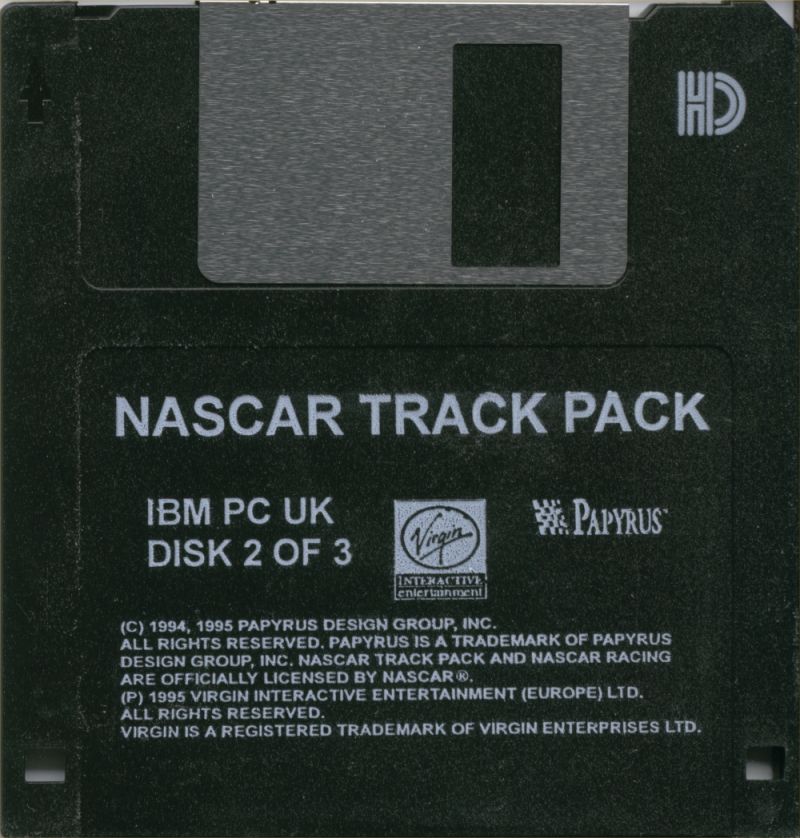 HD
NASCAR TRACK PACK
IBM PC UK
DISK 2 OF 3
Virgin
INTERACTIVE
entertainment
PAPYRUS™
(C) 1994, 1995 PAPYRUS DESIGN GROUP, INC.
ALL RIGHTS RESERVED. PAPYRUS IS A TRADEMARK OF PAPYRUS
DESIGN GROUP, INC. NASCAR TRACK PACK AND NASCAR RACING
ARE OFFICIALLY LICENSED BY NASCAR®.
(P) 1995 VIRGIN INTERACTIVE ENTERTAINMENT (EUROPE) LTD.
ALL RIGHTS RESERVED.
VIRGIN IS A REGISTERED TRADEMARK OF VIRGIN ENTERPRISES LTD.